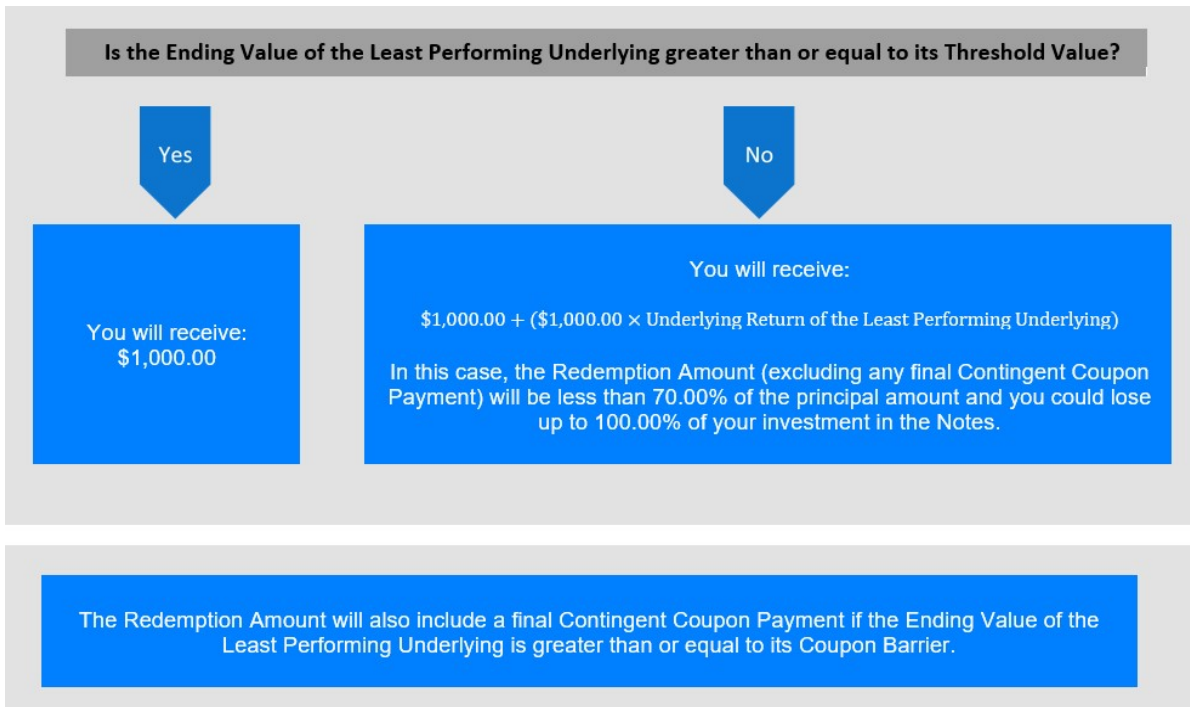 Is the Ending Value of the Least Performing Underlying greater than or equal to its Threshold Value?
Yes
No
You will receive:
$1,000.00
You will receive:
$1,000.00 + ($1,000.00 × Underlying Return of the Least Performing Underlying)
In this case, the Redemption Amount (excluding any final Contingent Coupon
Payment) will be less than 70.00% of the principal amount and you could lose
up to 100.00% of your investment in the Notes.
The Redemption Amount will also include a final Contingent Coupon Payment if the Ending Value of the
Least Performing Underlying is greater than or equal to its Coupon Barrier.